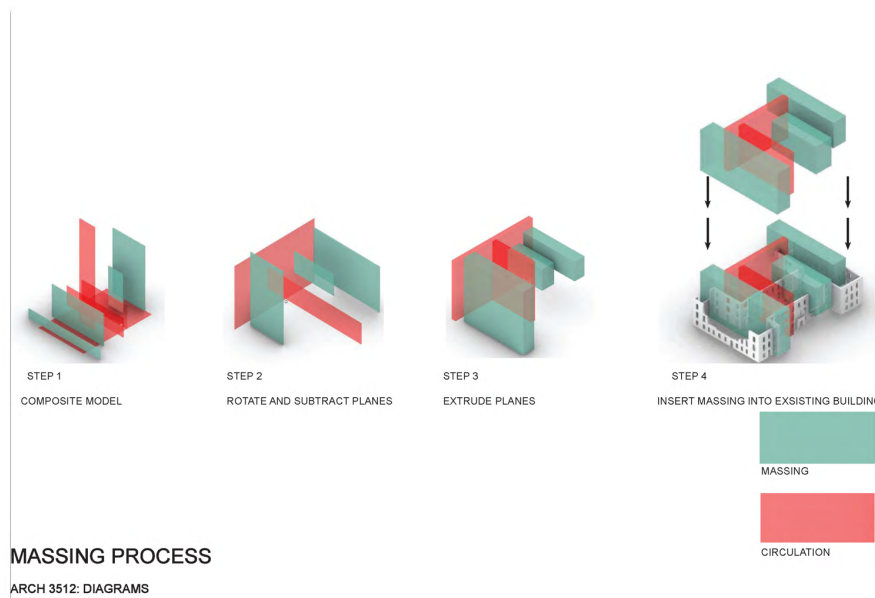 STEP 1
COMPOSITE MODEL
STEP 2
ROTATE AND SUBTRACT PLANES
STEP 3
EXTRUDE PLANES
STEP 4
INSERT MASSING INTO EXSISTING BUILDING
MASSING
CIRCULATION
MASSING PROCESS
ARCH 3512: DIAGRAMS